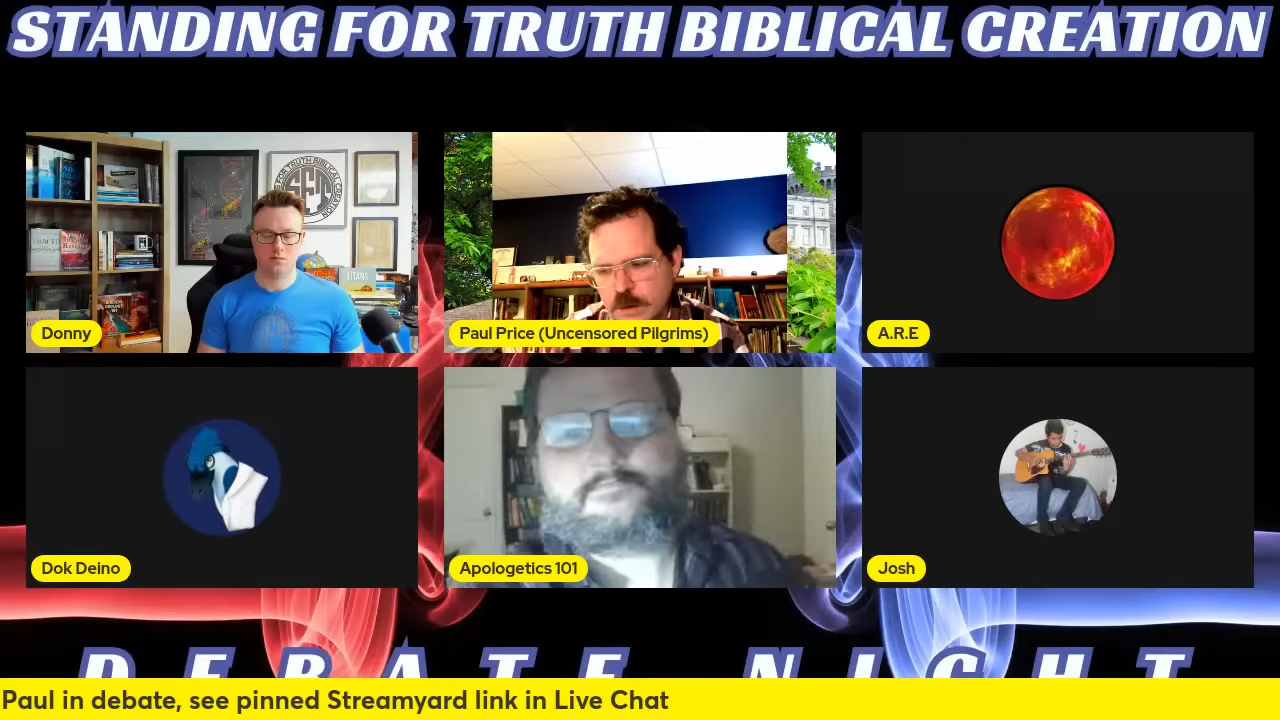 STANDING FOR TRUTH BIBLICAL CREATION
Donny
Paul Price (Uncensored Pilgrims)
A.R.E
Dok Deino
Apologetics 101
Josh
DEBATE NIGHT
Paul in debate, see pinned Streamyard link in Live Chat